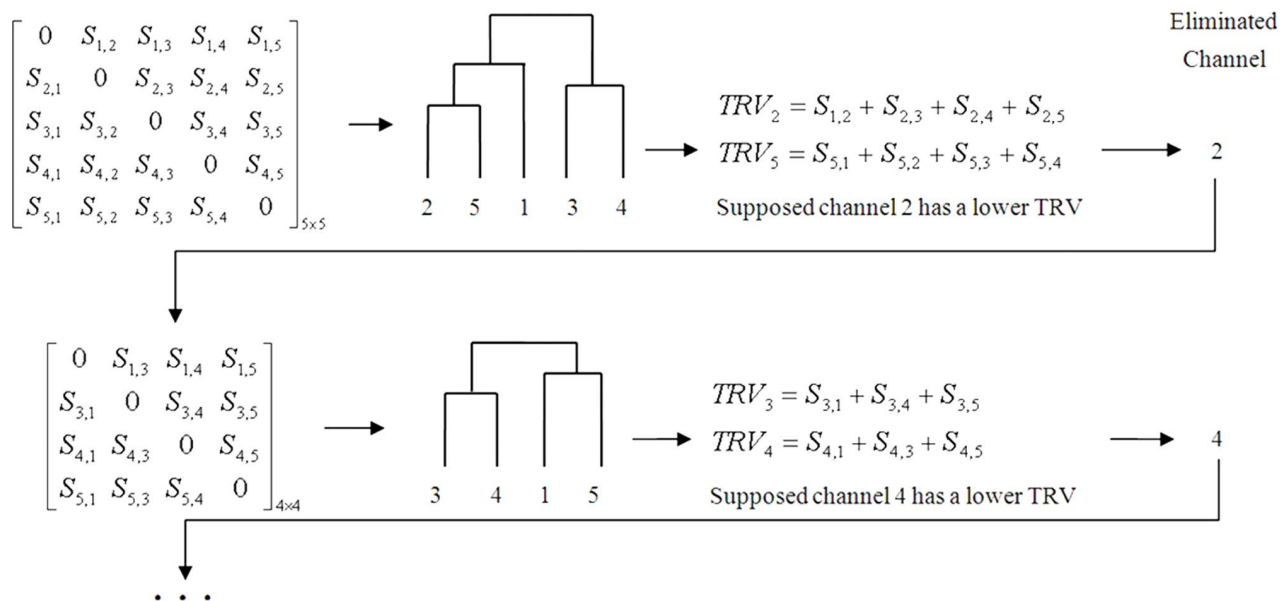 Eliminated
Channel
0 S1,2 S1,3 S1,4 S1,5
S2,1 0 S2,3 S2,4 S2,5
S3,1 S3,2 0 S3,4 S3,5
S4,1 S4,2 S4,3 0 S4,5
S5,1 S5,2 S5,3 S5,4 0
5×5
2 5 1 3 4
TRV2 = S1,2 + S2,3 + S2,4 + S2,5
TRV5 = S5,1 + S5,2 + S5,3 + S5,4
Supposed channel 2 has a lower TRV
2
0 S1,3 S1,4 S1,5
S3,1 0 S3,4 S3,5
S4,1 S4,3 0 S4,5
S5,1 S5,3 S5,4 0
4×4
3 4 1 5
TRV3 = S3,1 + S3,4 + S3,5
TRV4 = S4,1 + S4,3 + S4,5
Supposed channel 4 has a lower TRV
4
. . .